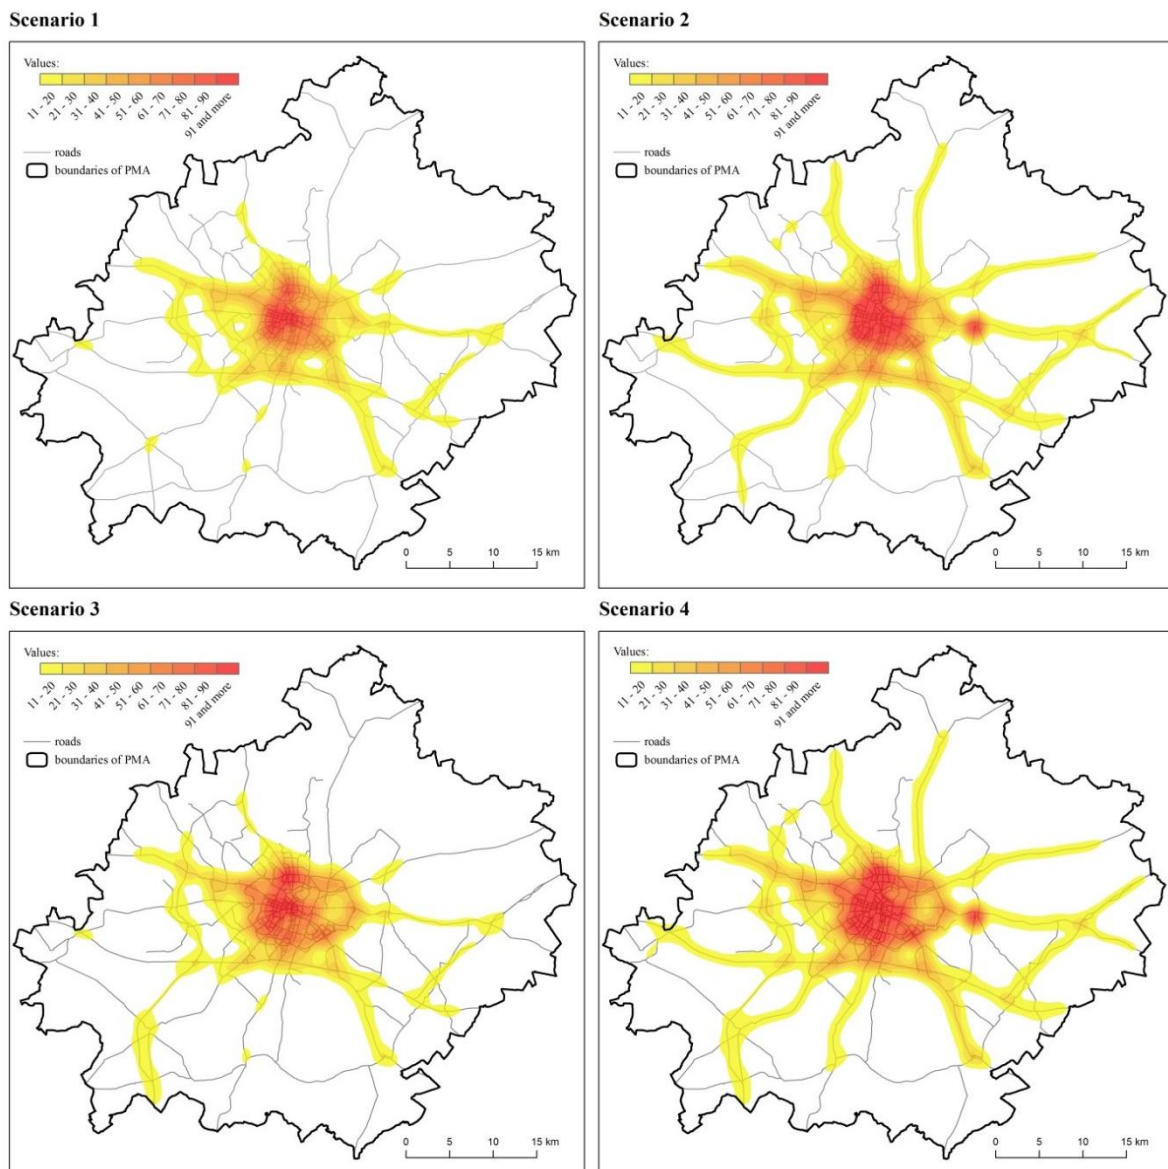 Scenario 1
Values:
11 - 20
21 - 30
31 - 40
41 - 50
51 - 60
61 - 70
71 - 80
81 - 90
91 and more
roads
boundaries of PMA
0 5 10 15 km
Scenario 2
Values:
11 - 20
21 - 30
31 - 40
41 - 50
51 - 60
61 - 70
71 - 80
81 - 90
91 and more
roads
boundaries of PMA
0 5 10 15 km
Scenario 3
Values:
11 - 20
21 - 30
31 - 40
41 - 50
51 - 60
61 - 70
71 - 80
81 - 90
91 and more
roads
boundaries of PMA
0 5 10 15 km
Scenario 4
Values:
11 - 20
21 - 30
31 - 40
41 - 50
51 - 60
61 - 70
71 - 80
81 - 90
91 and more
roads
boundaries of PMA
0 5 10 15 km